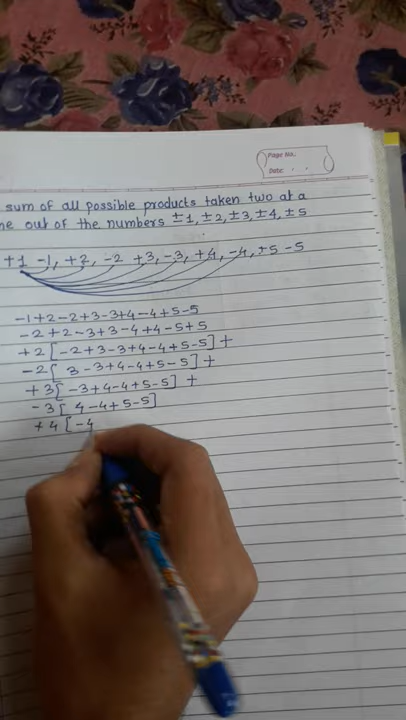 Page No.
Date:
sum of all possible products taken two at a
me out of the numbers ±1, ±2, ±3, ±4, ±5
+1 -1, +2, -2 +3, -3, +4, -4, +5 -5
-1+2-2+3-3+4-4+5-5
-2+2-3+3-4+4-5+5
+2[-2+3-3+4-4+5-5]+
-2[3-3+4-4+5-5]+
+3[-3+4-4+5-5]+
-3[4-4+5-5]
+4[-4